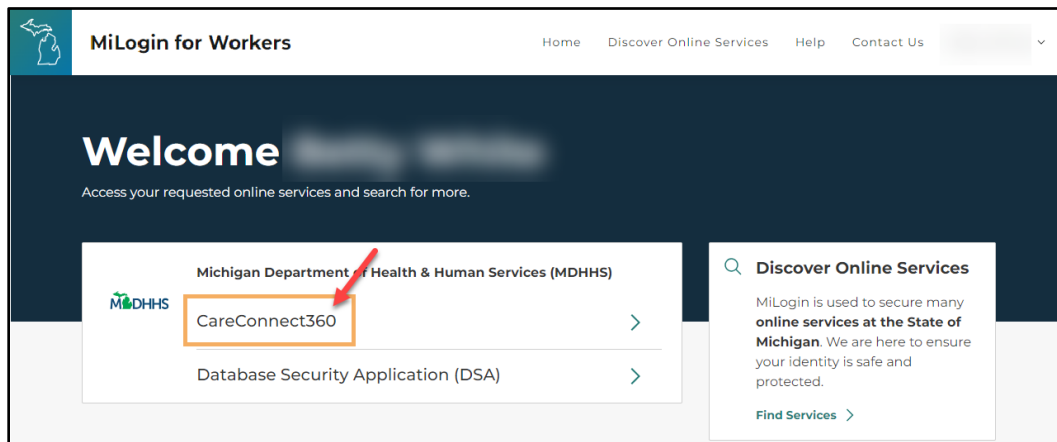 MiLogin for Workers
Home Discover Online Services Help Contact Us
Welcome
Access your requested online services and search for more.
Michigan Department of Health & Human Services (MDHHS)
MDHHS
CareConnect360
Database Security Application (DSA)
Discover Online Services
MiLogin is used to secure many
online services at the State of
Michigan. We are here to ensure
your identity is safe and
protected.
Find Services